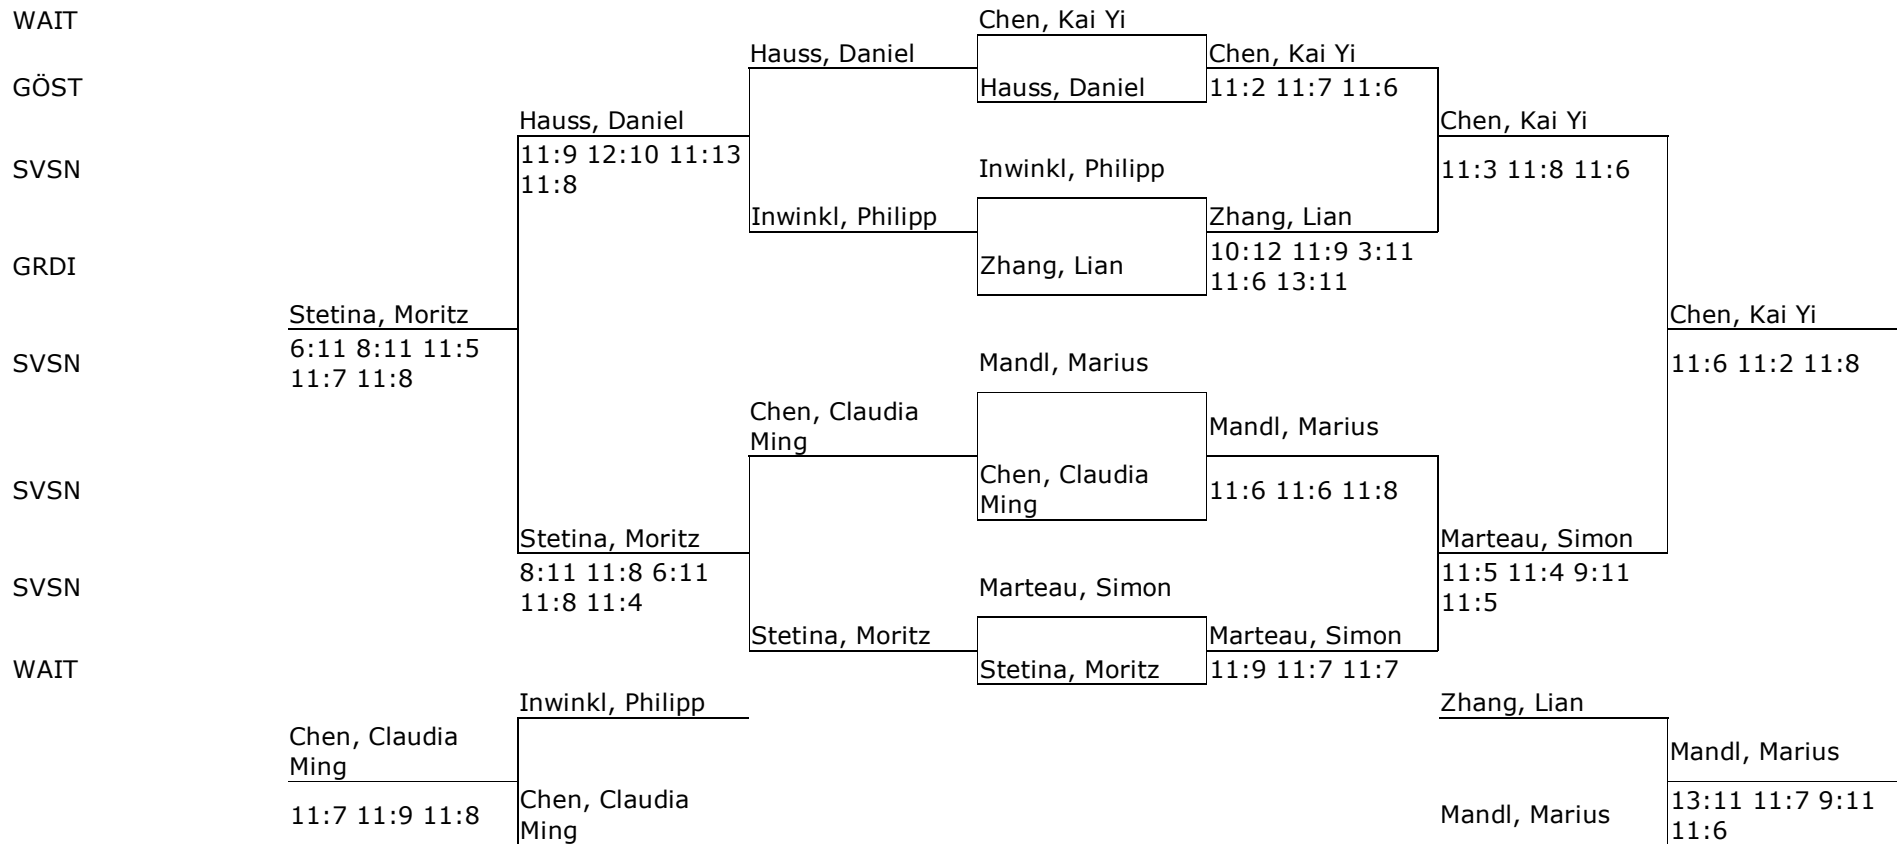 WAIT Chen, Kai Yi
Hauss, Daniel Chen, Kai Yi
GÖST Hauss, Daniel 11:2 11:7 11:6
Hauss, Daniel Chen, Kai Yi
11:9 12:10 11:13
SVSN Inwinkl, Philipp 11:3 11:8 11:6
11:8
Inwinkl, Philipp Zhang, Lian
10:12 11:9 3:11
GRDI Zhang, Lian
11:6 13:11
Stetina, Moritz Chen, Kai Yi
6:11 8:11 11:5
SVSN Mandl, Marius 11:6 11:2 11:8
11:7 11:8
Chen, Claudia
Ming Mandl, Marius
Chen, Claudia
SVSN 11:6 11:6 11:8
Ming
Stetina, Moritz Marteau, Simon
8:11 11:8 6:11 11:5 11:4 9:11
SVSN Marteau, Simon
11:8 11:4 11:5
Stetina, Moritz Marteau, Simon
WAIT Stetina, Moritz 11:9 11:7 11:7
Inwinkl, Philipp Zhang, Lian
Chen, Claudia
Ming Mandl, Marius
Chen, Claudia 13:11 11:7 9:11
11:7 11:9 11:8 Mandl, Marius
Ming 11:6